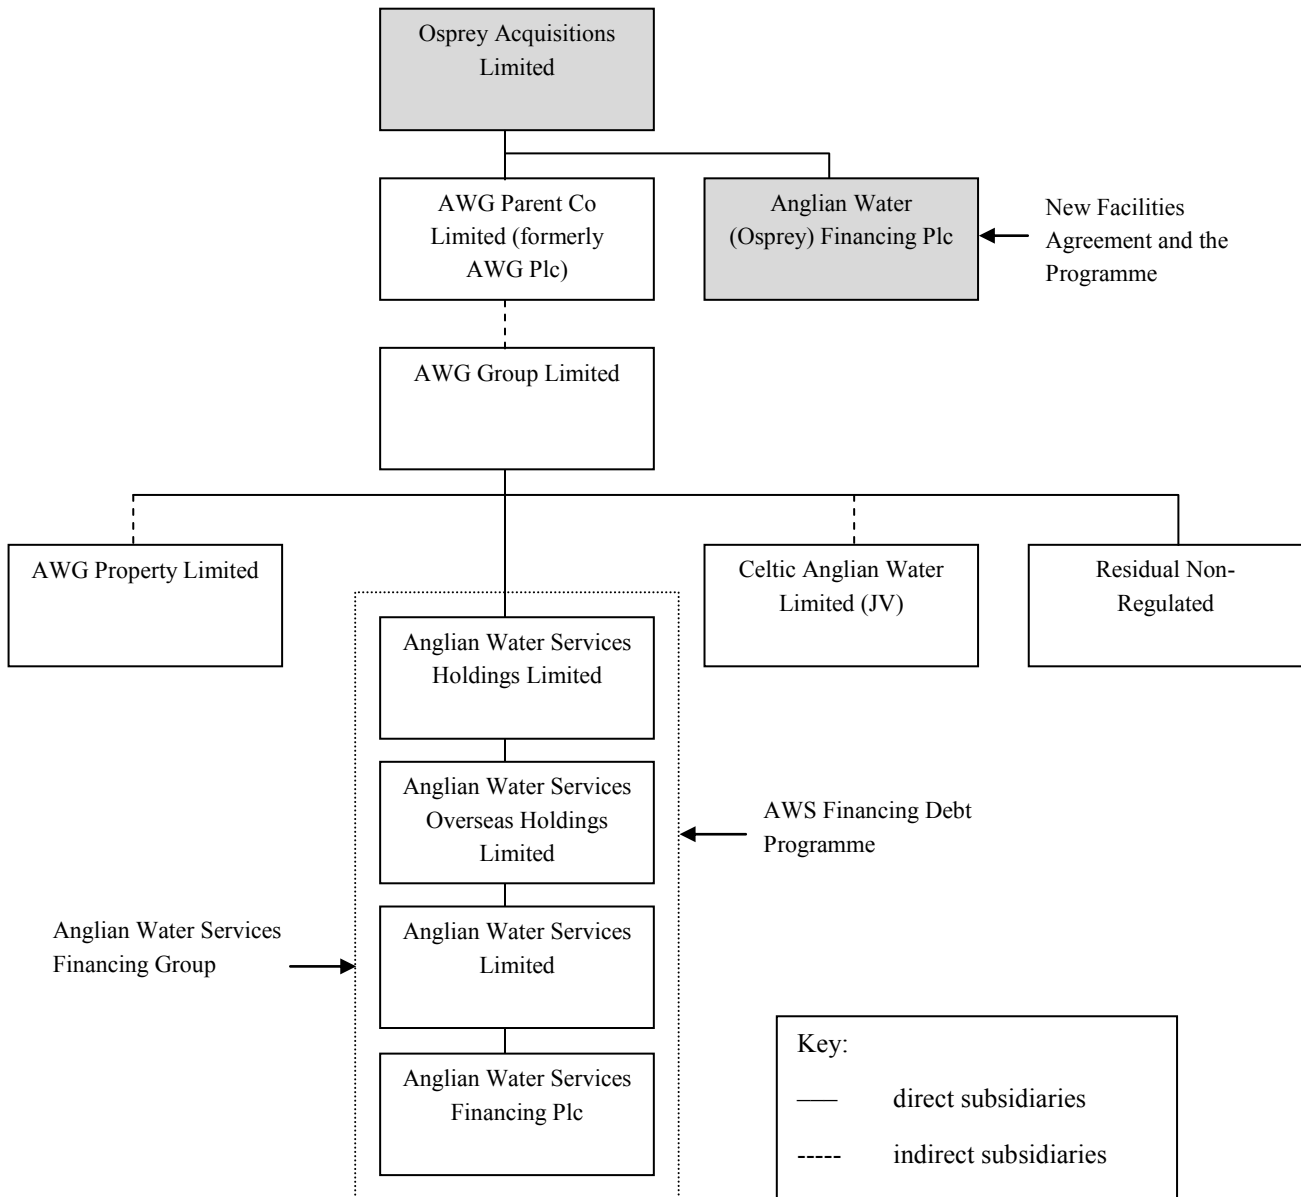 Osprey Acquisitions
Limited
AWG Parent Co
Limited (formerly
AWG Plc)
Anglian Water
(Osprey) Financing Plc
New Facilities
Agreement and the
Programme
AWG Group Limited
AWG Property Limited
Celtic Anglian Water
Limited (JV)
Residual Non-
Regulated
Anglian Water Services
Holdings Limited
Anglian Water Services
Overseas Holdings
Limited
AWS Financing Debt
Programme
Anglian Water Services
Financing Group
Anglian Water Services
Limited
Anglian Water Services
Financing Plc
Key:
direct subsidiaries
----- indirect subsidiaries